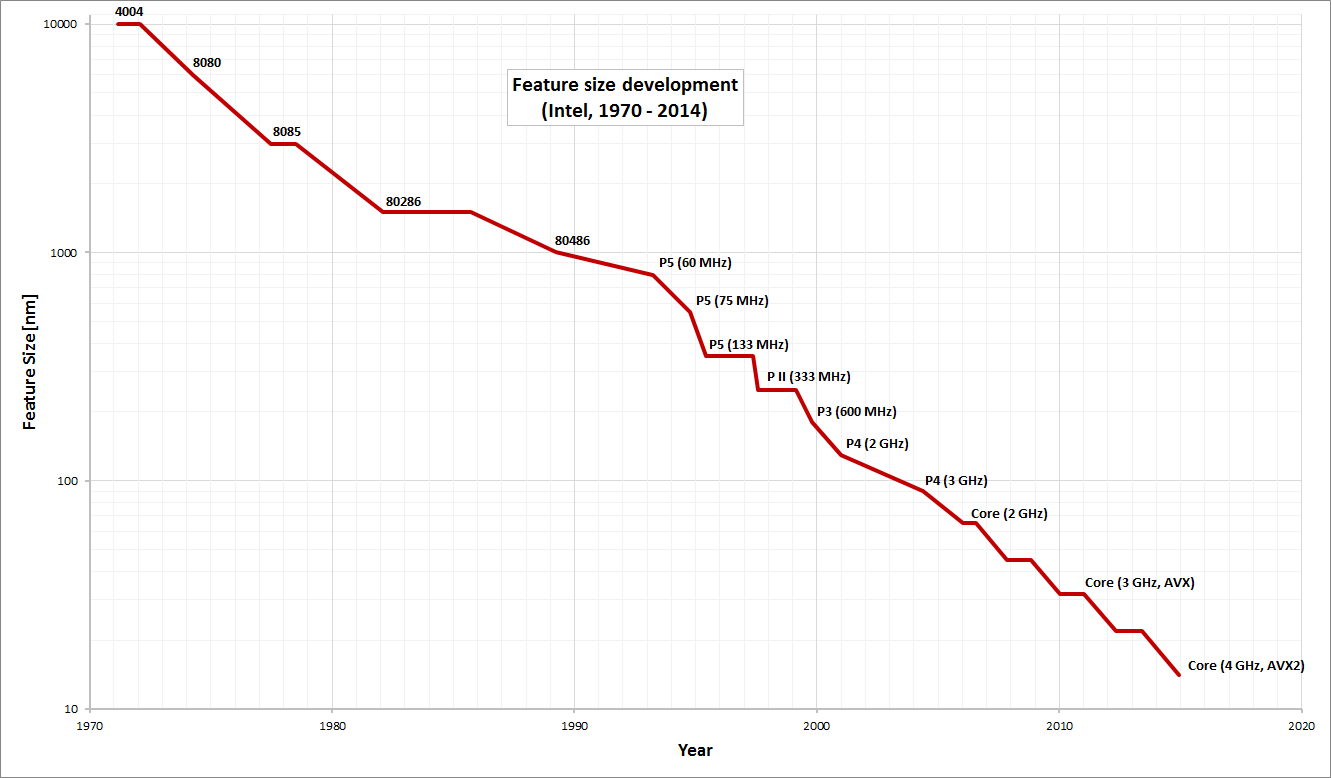 4004
10000
8080
Feature size development
(Intel, 1970 - 2014)
8085
80286
80486
1000
P5 (60 MHz)
P5 (75 MHz)
Feature Size [nm]
P5 (133 MHz)
P II (333 MHz)
P3 (600 MHz)
P4 (2 GHz)
100
P4 (3 GHz)
Core (2 GHz)
Core (3 GHz, AVX)
Core (4 GHz, AVX2)
10
1970 1980 1990 2000 2010 2020
Year